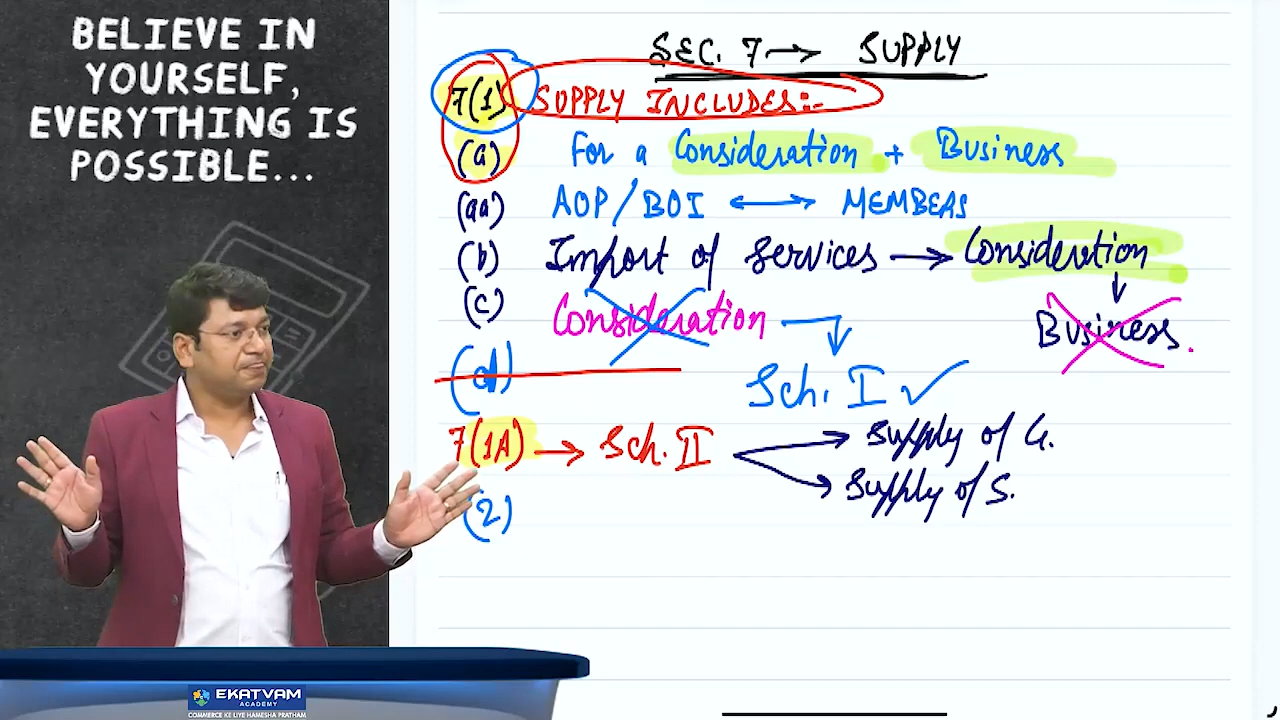 BELIEVE IN
YOURSELF,
EVERYTHING IS
POSSIBLE...
SEC. 7 → SUPPLY
7(1) SUPPLY INCLUDES:-
(a) For a Consideration + Business
(aa) AOP/BOI ↔ MEMBERS
(b) Import of Services → Consideration
↓
Business.
(c) Consideration
↓
Sch. I ✓
(d)
7(1A) → Sch. II → Supply of G.
→ Supply of S.
(2)
EKATVAM
ACADEMY
COMMERCE KE LIYE HAMESHA PRATHAM